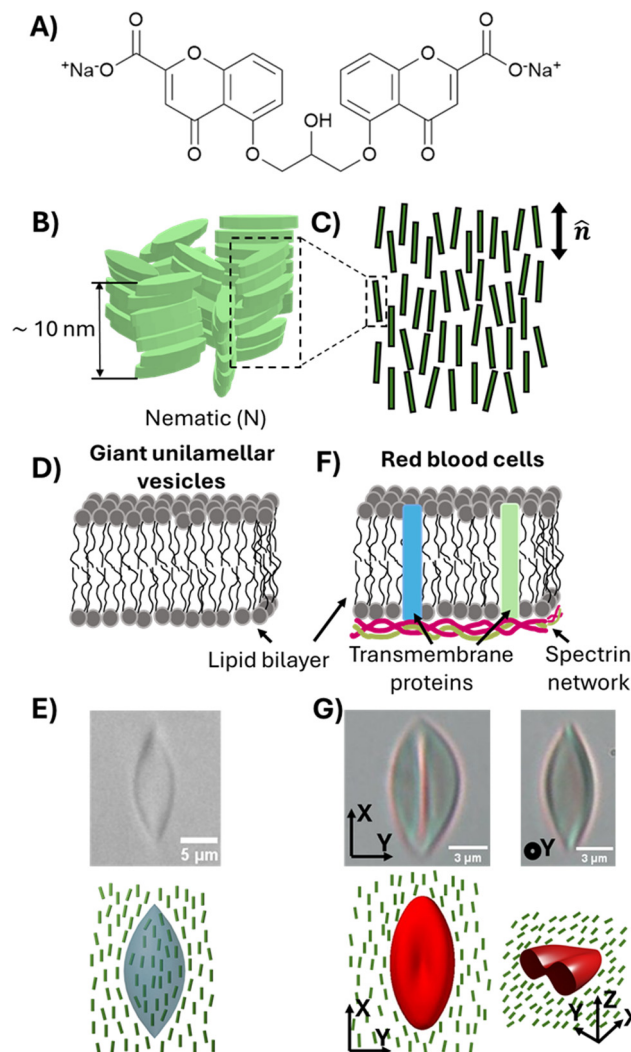 A)
O
O
O
O
⁺Na⁻O
O⁻Na⁺
OH
O
O
O
O
B)
C)
n̂
~ 10 nm
Nematic (N)
D)
Giant unilamellar
vesicles
F)
Red blood cells
Lipid bilayer
Transmembrane
proteins
Spectrin
network
E)
5 µm
G)
X
Y
3 µm
Y
3 µm
X
Y
Z
Y
X